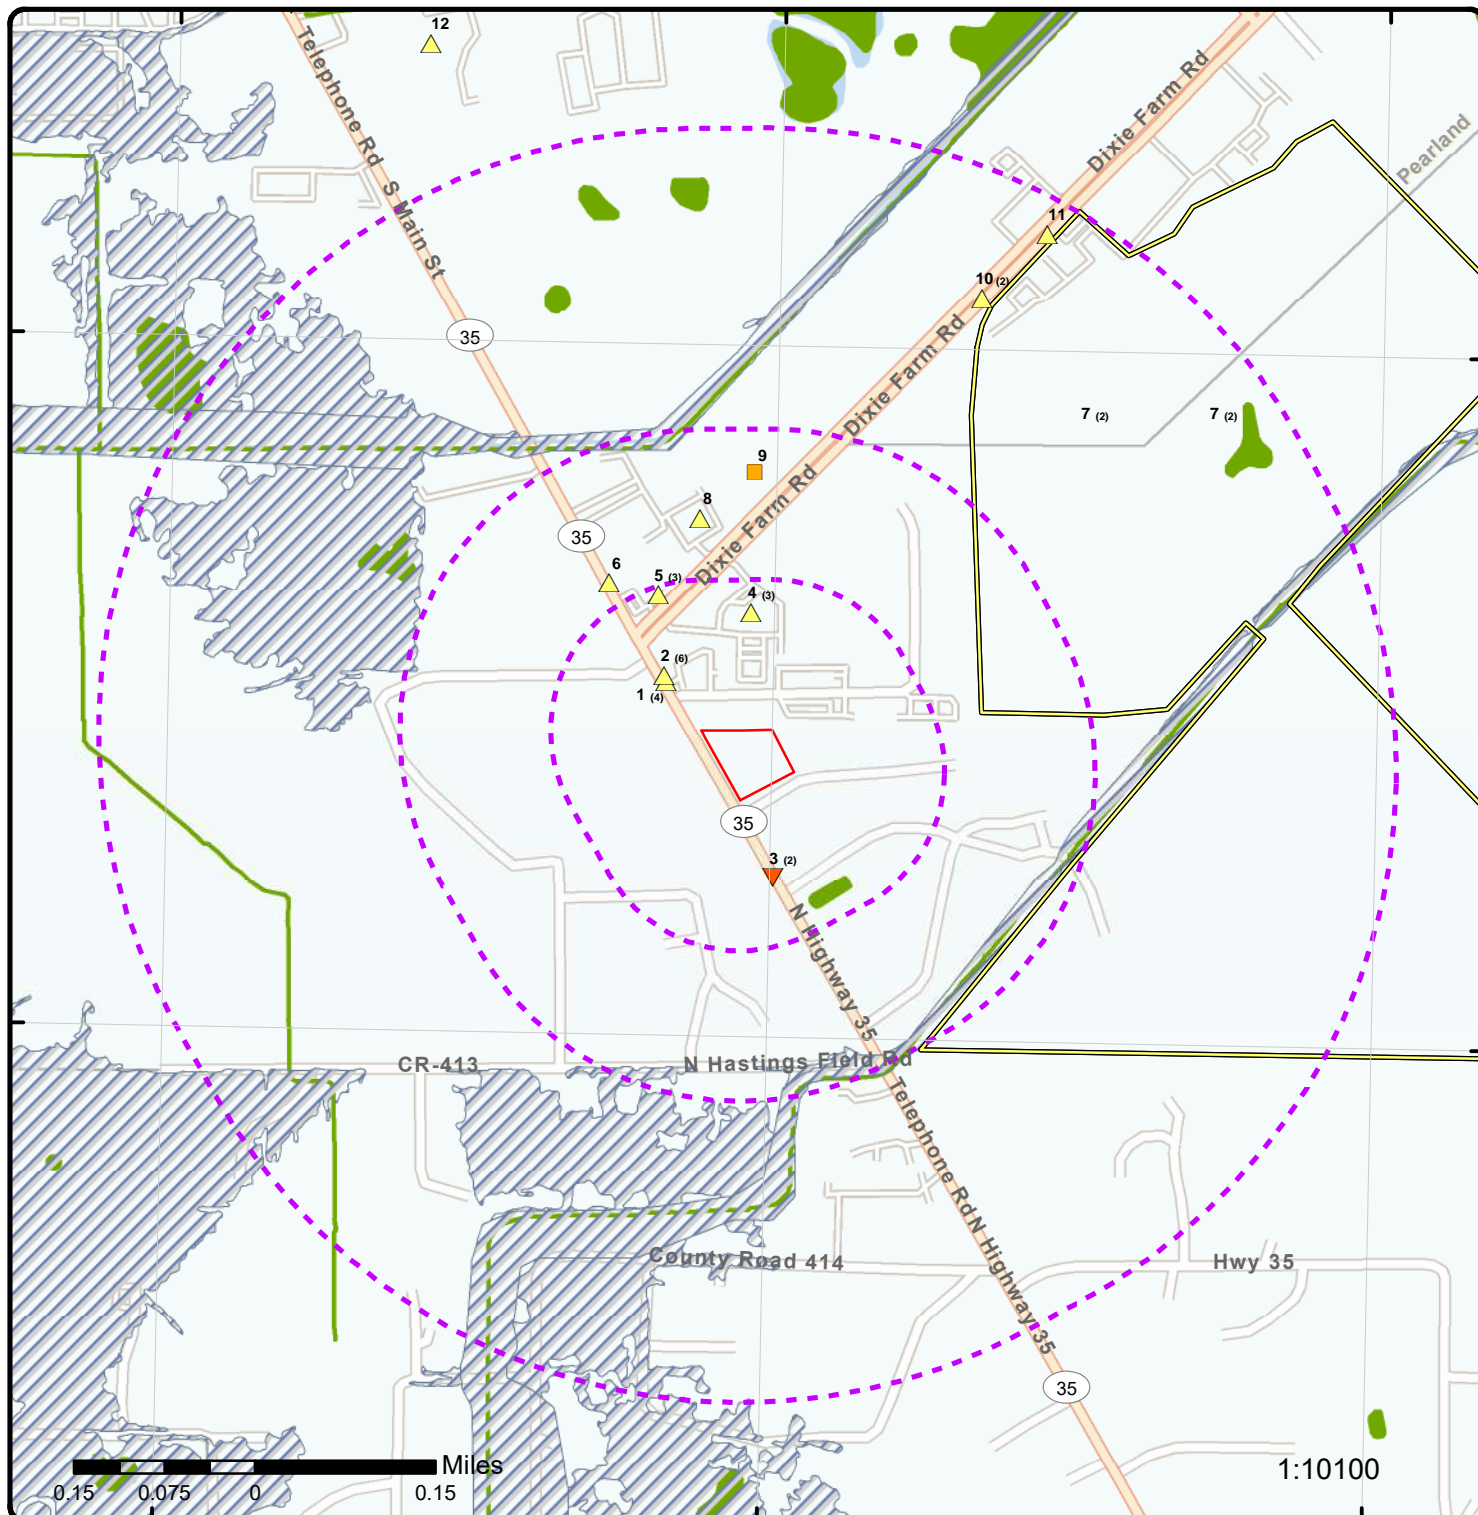 12
Telephone Rd
S Main St
Dixie Farm Rd
Pearland
11
10 (2)
35
Dixie Farm Rd
7 (2)
7 (2)
9
Dixie Farm Rd
8
35
6
5 (3)
4 (3)
2 (6)
1 (4)
35
3 (2)
N Highway 35
CR-413
N Hastings Field Rd
Telephone Rd
N Highway 35
County Road 414
Hwy 35
35
Miles
1:10100
0.15
0.075
0
0.15